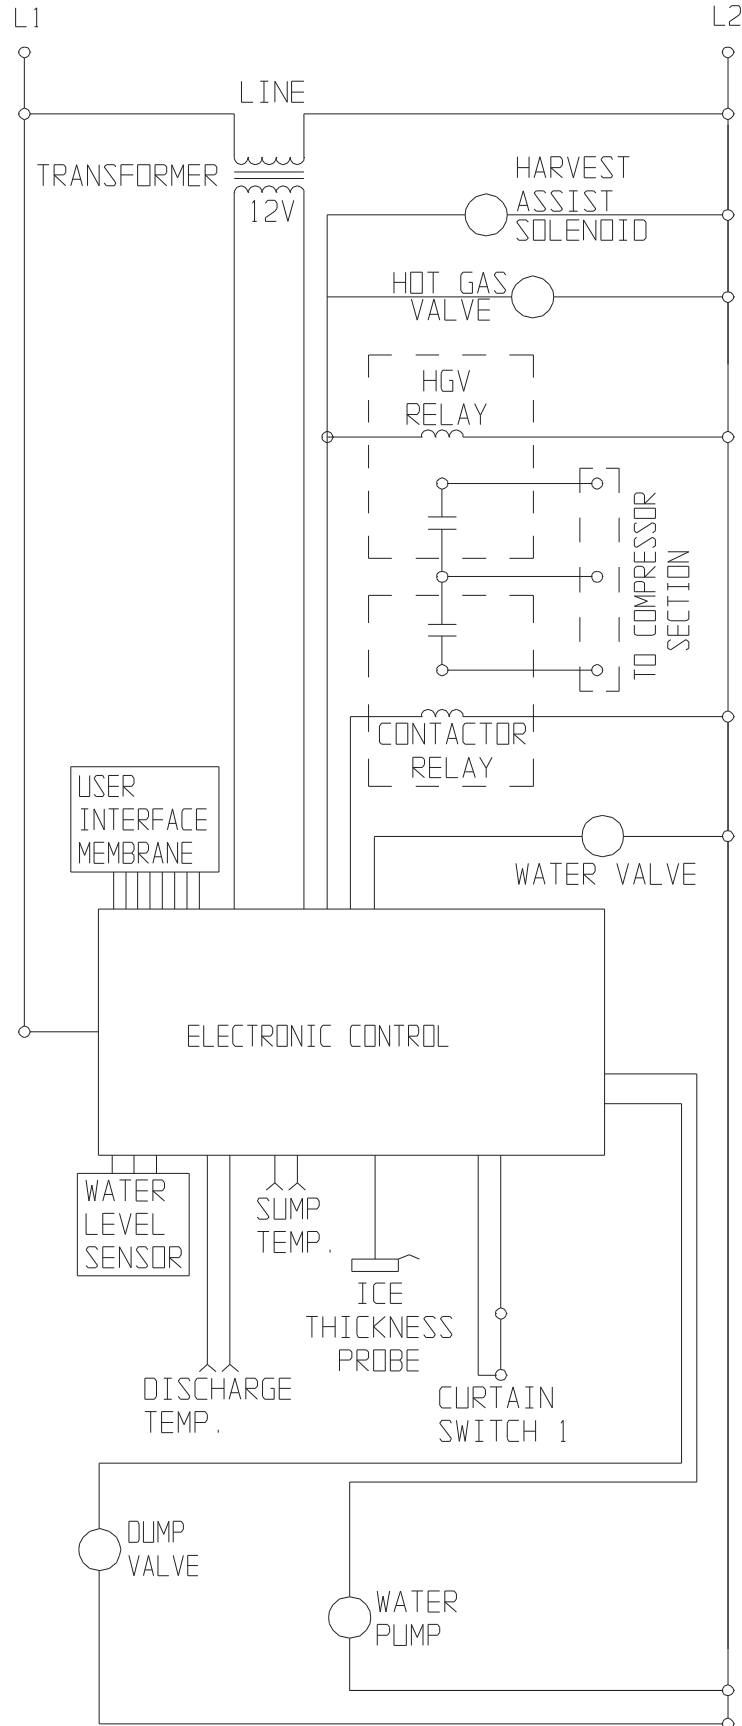 L1
L2
LINE
TRANSFORMER
12V
HARVEST
ASSIST
SOLENOID
HOT GAS
VALVE
HGV
RELAY
TO COMPRESSOR
SECTION
CONTACTOR
RELAY
USER
INTERFACE
MEMBRANE
WATER VALVE
ELECTRONIC CONTROL
WATER
LEVEL
SENSOR
SUMP
TEMP.
ICE
THICKNESS
PROBE
DISCHARGE
TEMP.
CURTAIN
SWITCH 1
DUMP
VALVE
WATER
PUMP